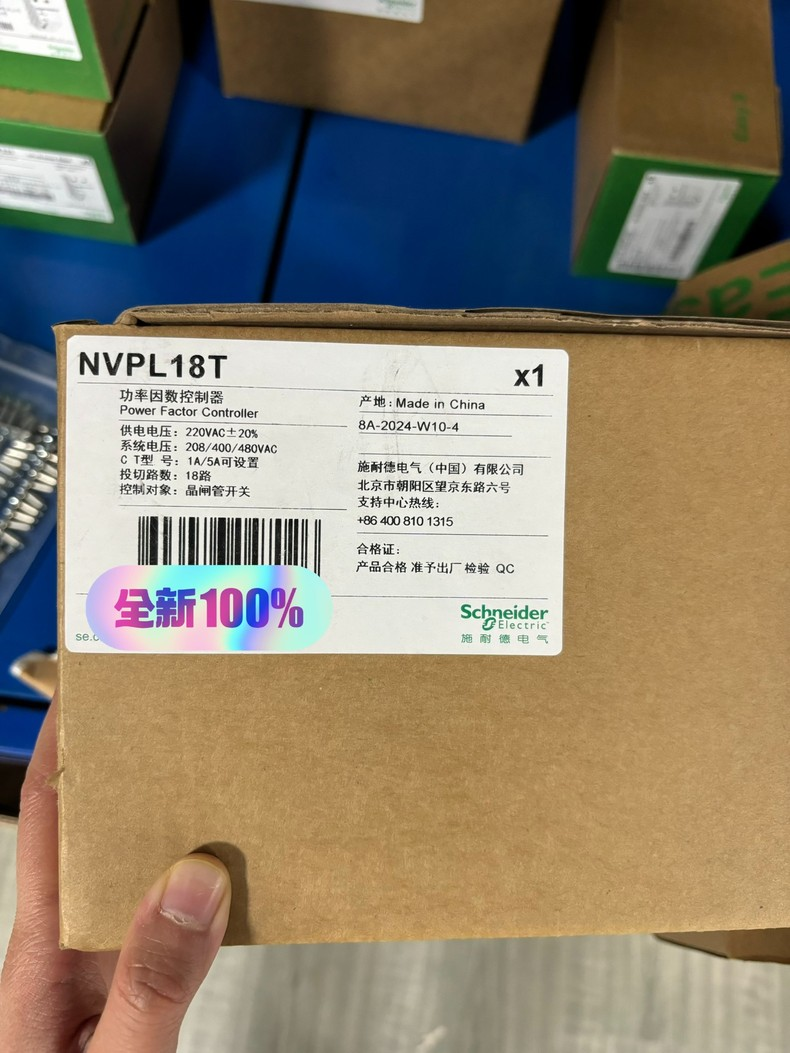 NVPL18T
x1
功率因数控制器
Power Factor Controller
供电电压：220VAC±20%
系统电压：208/400/480VAC
C T型 号：1A/5A可设置
投切路数：18路
控制对象：晶闸管开关
产地：Made in China
8A-2024-W10-4
施耐德电气（中国）有限公司
北京市朝阳区望京东路六号
支持中心热线：
+86 400 810 1315
合格证：
产品合格 准予出厂 检验 QC
全新100%
se.c
Schneider
Electric
施耐德电气